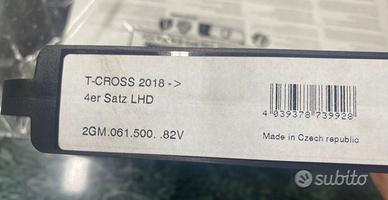 T-CROSS 2018 ->
4er Satz LHD
2GM.061.500. .82V
4 039378 739928
Made in Czech republic
subito